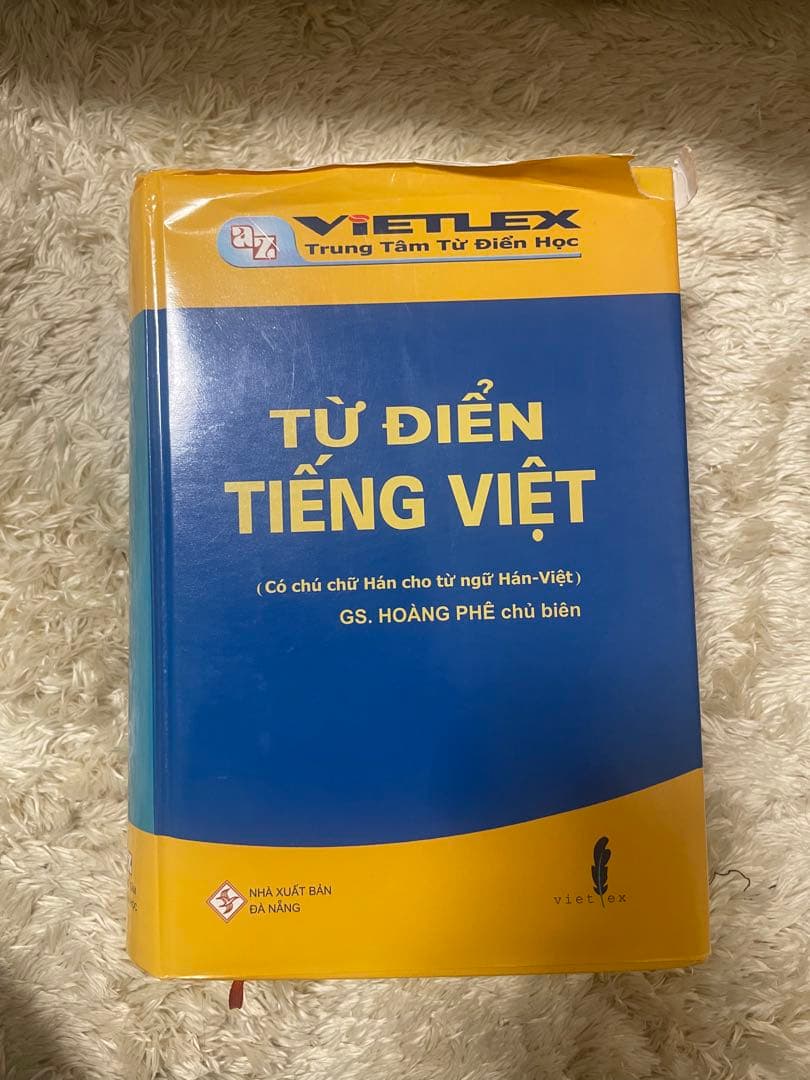 az VIETLEX
Trung Tâm Từ Điển Học
TỪ ĐIỂN
TIẾNG VIỆT
(Có chú chữ Hán cho từ ngữ Hán-Việt)
GS. HOÀNG PHÊ chủ biên
NHÀ XUẤT BẢN
ĐÀ NẴNG
vietlex